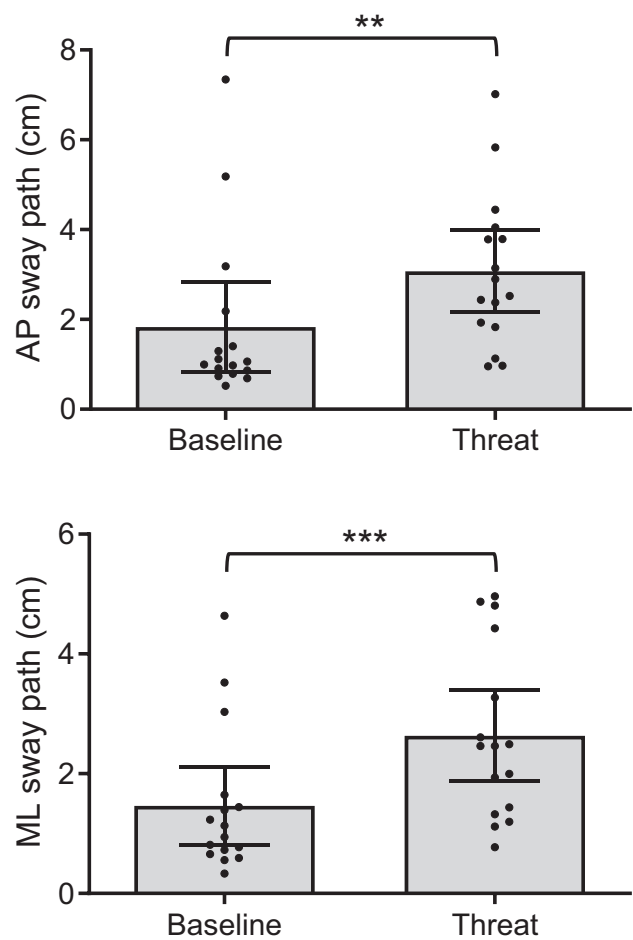 **
8
6
4
2
0
AP sway path (cm)
Baseline Threat
***
6
4
2
0
ML sway path (cm)
Baseline Threat